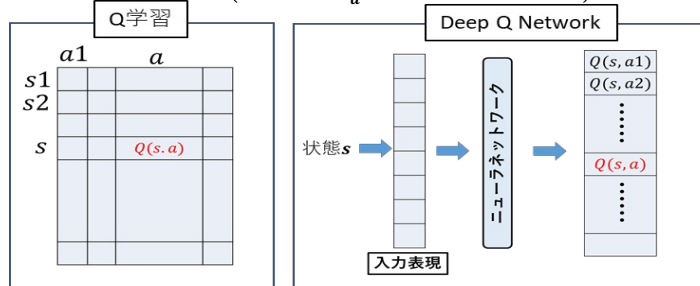 Q学習
a1 a
s1
s2
s
Q(s.a)
Deep Q Network
状態s
入力表現
ニューラネットワーク
Q(s,a1)
Q(s,a2)
Q(s,a)